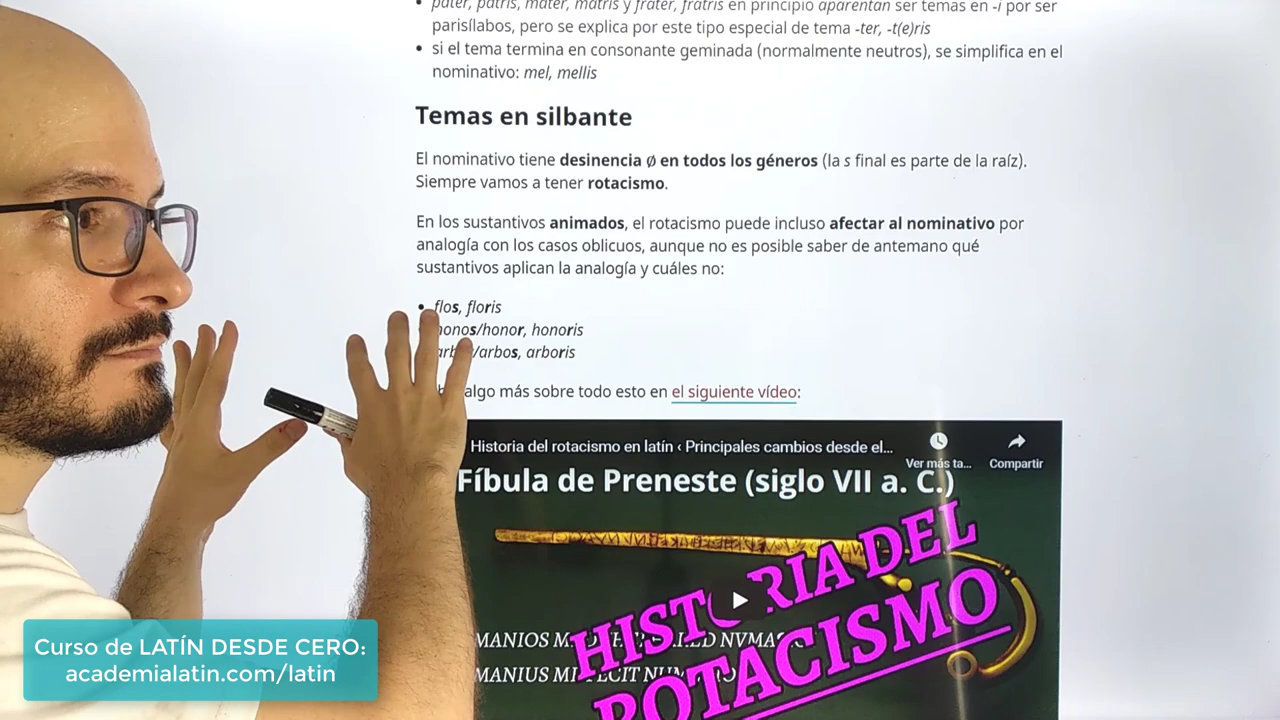 pater, patris, mater, matris y frater, fratris en principio aparentan ser temas en -i por ser
parisílabos, pero se explica por este tipo especial de tema -ter, -t(e)ris
si el tema termina en consonante geminada (normalmente neutros), se simplifica en el
nominativo: mel, mellis
Temas en silbante
El nominativo tiene desinencia ∅ en todos los géneros (la s final es parte de la raíz).
Siempre vamos a tener rotacismo.
En los sustantivos animados, el rotacismo puede incluso afectar al nominativo por
analogía con los casos oblicuos, aunque no es posible saber de antemano qué
sustantivos aplican la analogía y cuáles no:
flos, floris
honos/honor, honoris
/arbos, arboris
algo más sobre todo esto en el siguiente vídeo:
Historia del rotacismo en latín ‹ Principales cambios desde el...
Ver más ta...
Compartir
Fíbula de Preneste (siglo VII a. C.)
HISTORIA DEL
ROTACISMO
MANIOS
NVMA
MANIUS
Curso de LATÍN DESDE CERO:
academialatin.com/latin